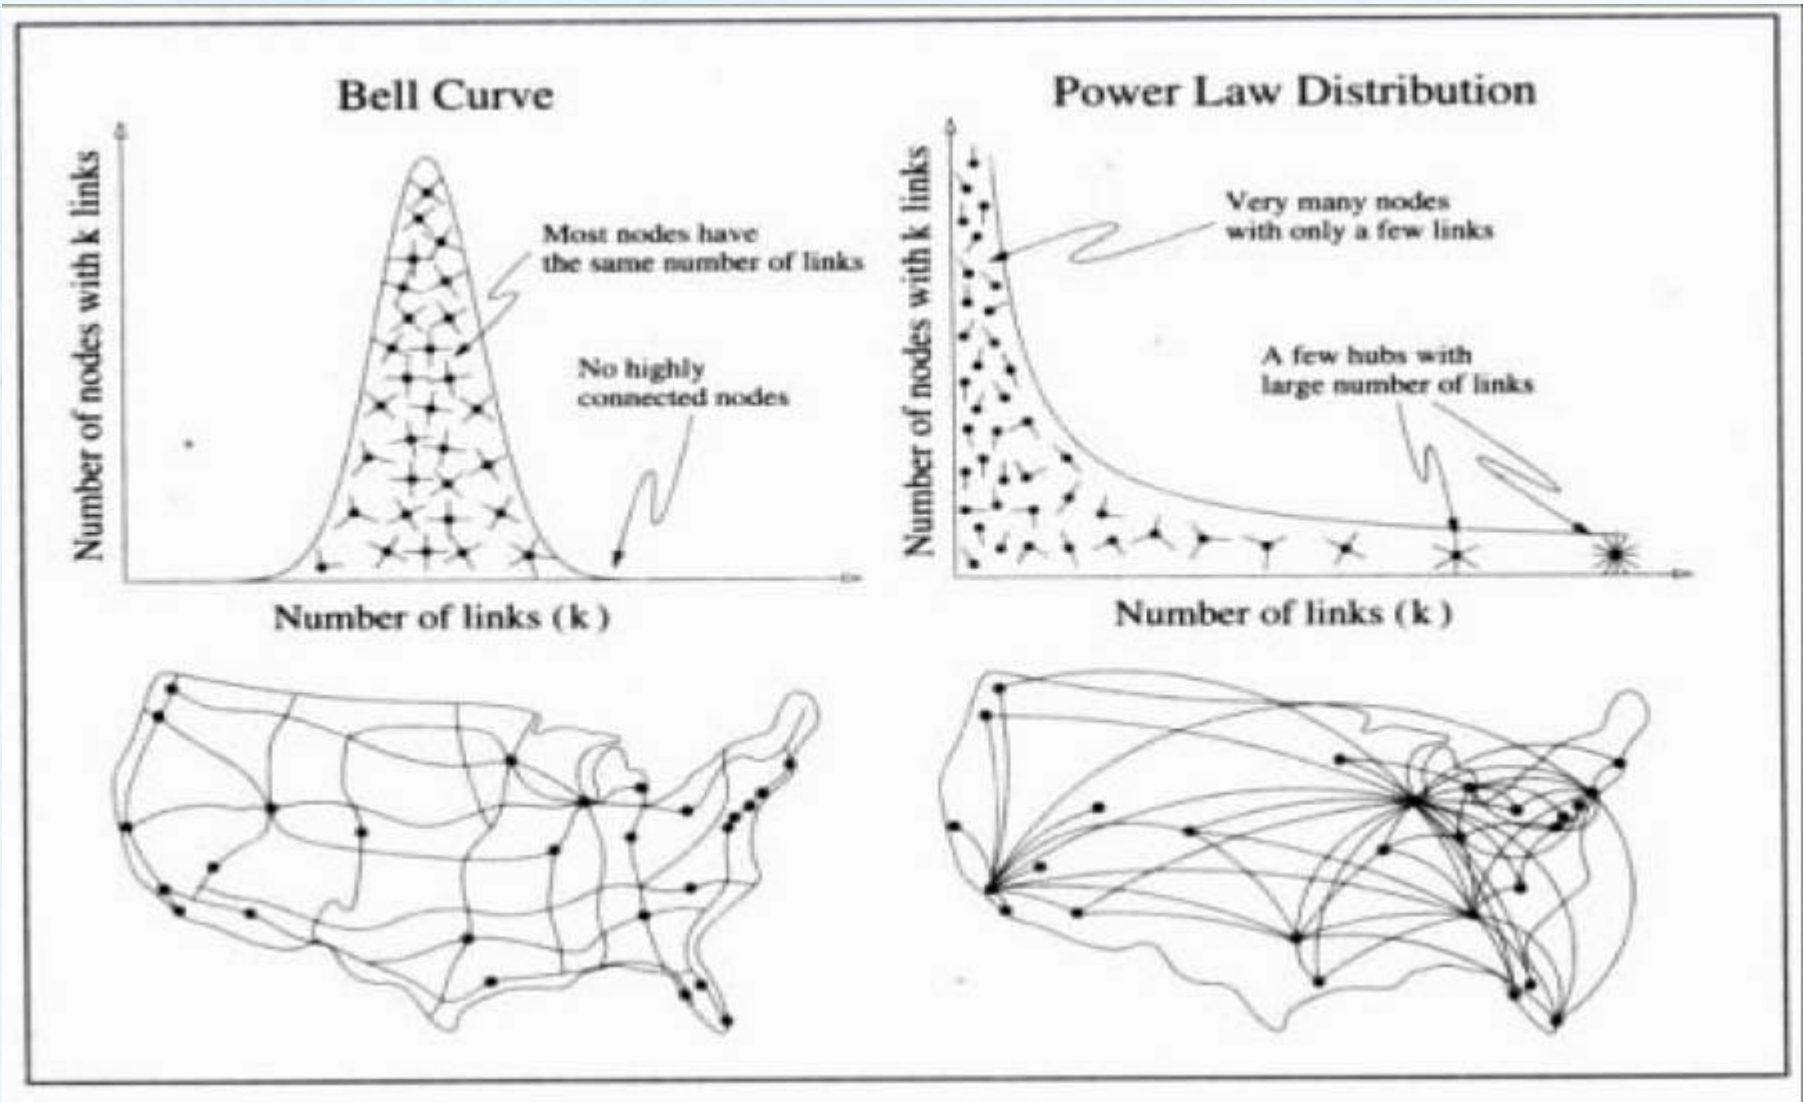 Bell Curve
Number of nodes with k links
Most nodes have
the same number of links
No highly
connected nodes
Number of links (k)
Power Law Distribution
Number of nodes with k links
Very many nodes
with only a few links
A few hubs with
large number of links
Number of links (k)